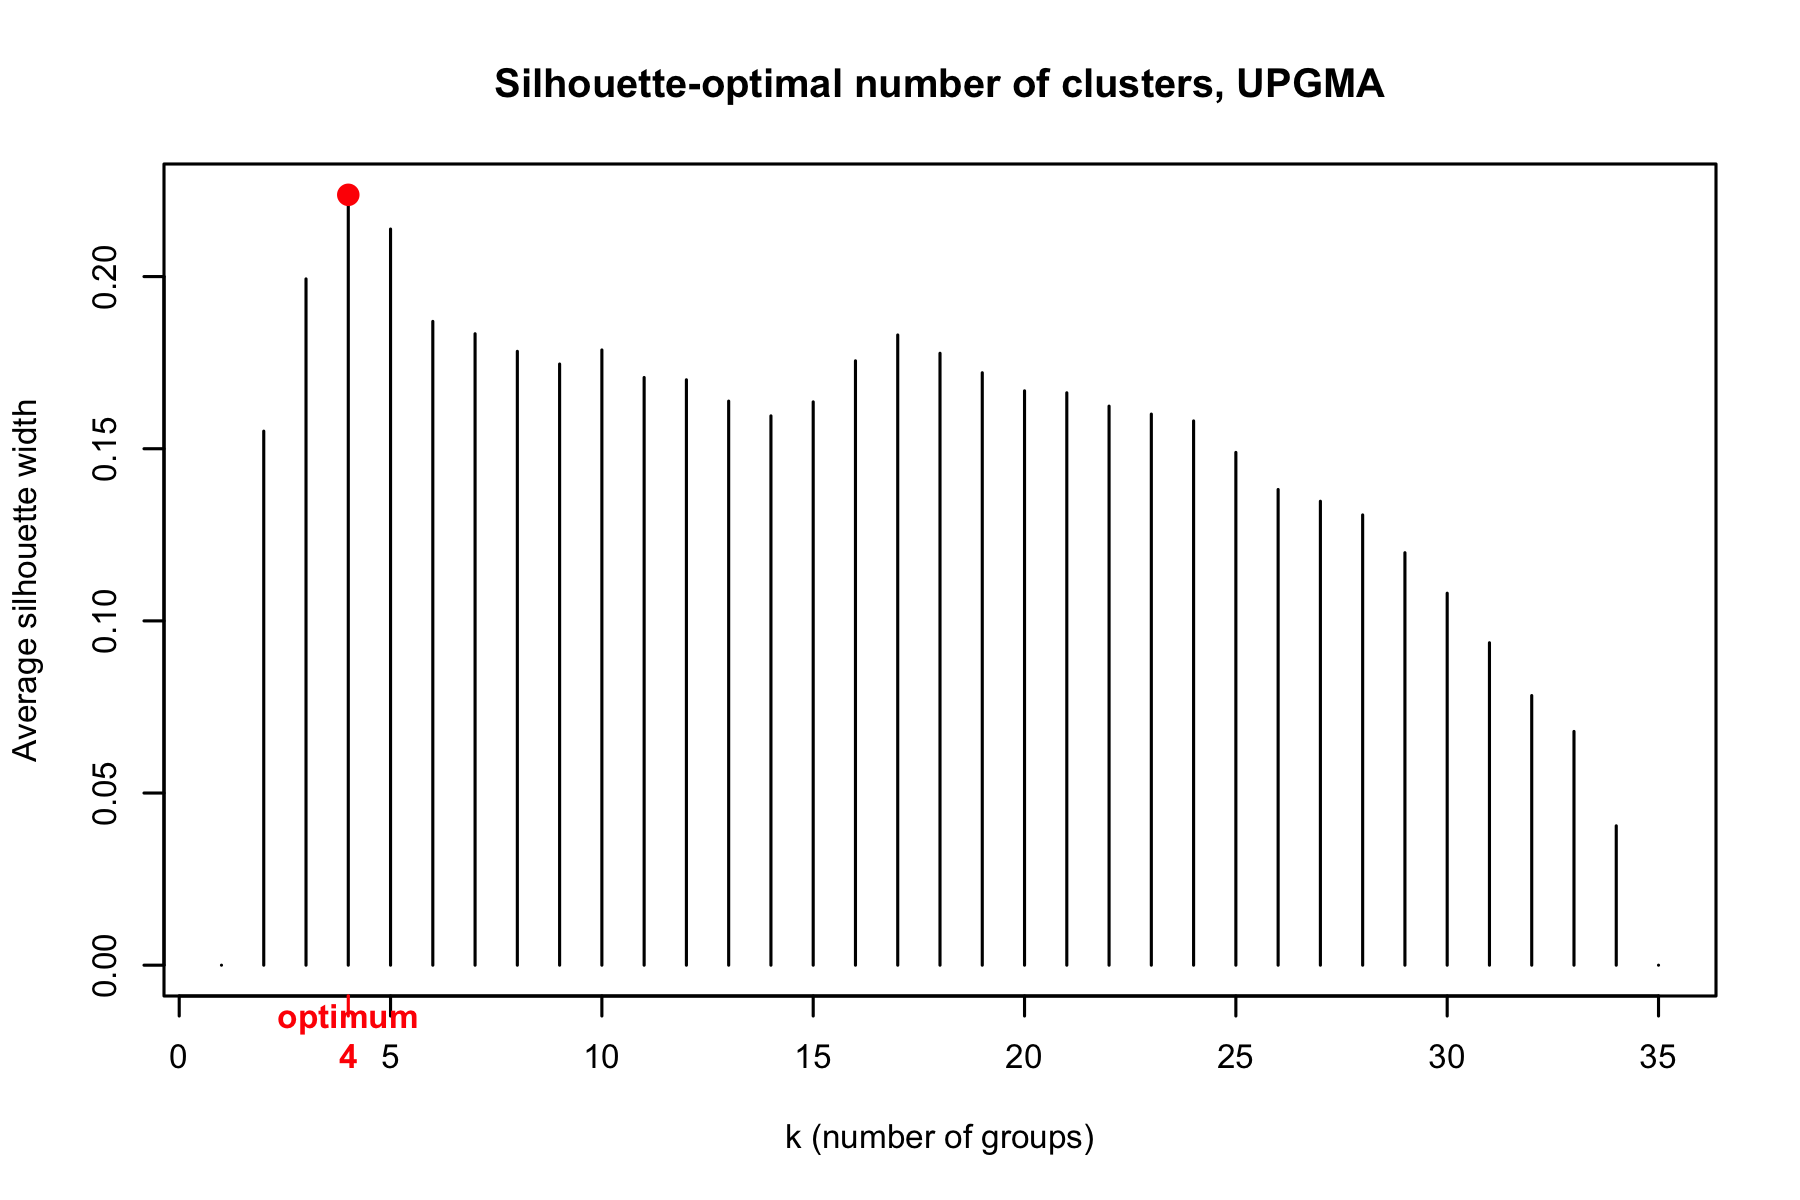 Silhouette-optimal number of clusters, UPGMA
Average silhouette width
0.20
0.15
0.10
0.05
0.00
optimum
0 4 5 10 15 20 25 30 35
k (number of groups)